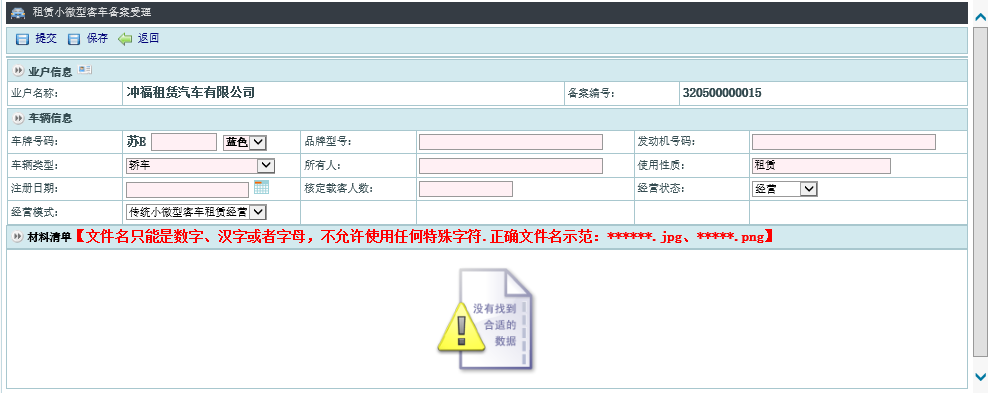 租赁小微型客车备案受理
提交 保存 返回
业户信息
业户名称: 冲福租赁汽车有限公司 备案编号: 320500000015
车辆信息
车牌号码: 苏E 蓝色 品牌型号: 发动机号码:
车辆类型: 轿车 所有人: 使用性质: 租赁
注册日期: 核定载客人数: 经营状态: 经营
经营模式: 传统小微型客车租赁经营
材料清单【文件名只能是数字、汉字或者字母，不允许使用任何特殊字符.正确文件名示范：******.jpg、*****.png】
没有找到
合适的
数据